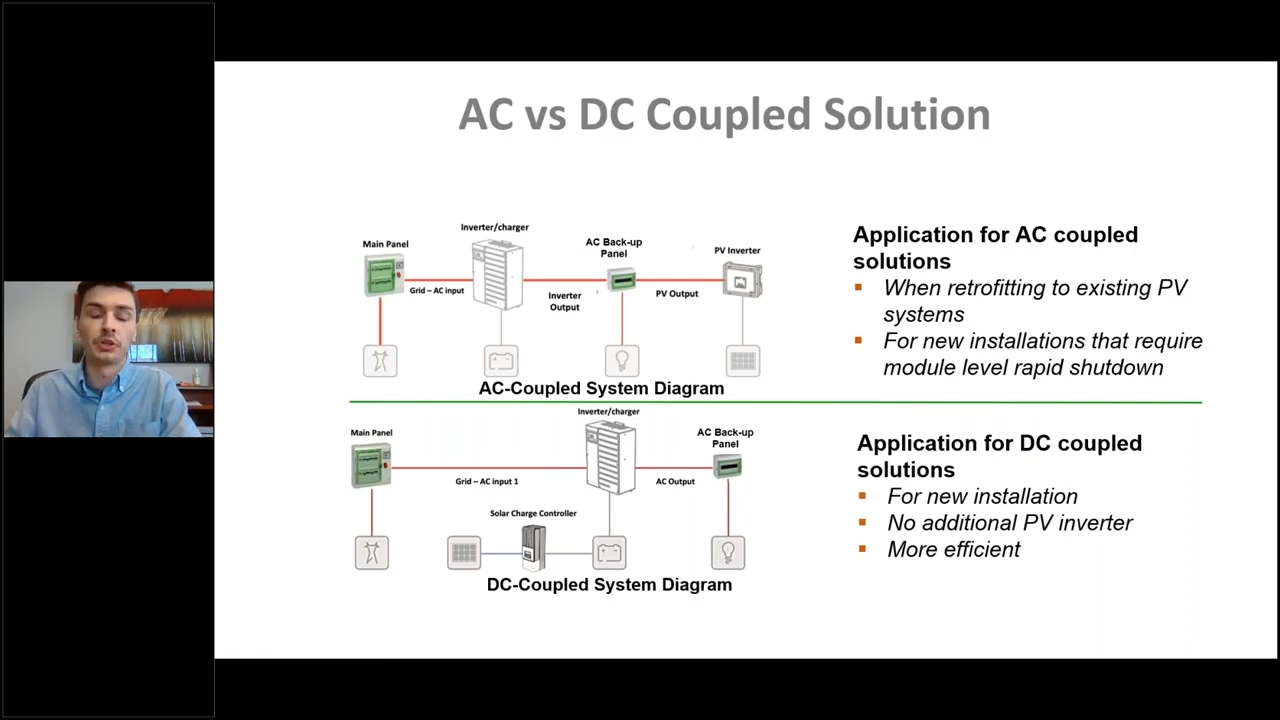 AC vs DC Coupled Solution
Inverter/charger
Main Panel
AC Back-up
Panel
PV Inverter
Grid – AC input
Inverter
Output
PV Output
AC-Coupled System Diagram
Application for AC coupled
solutions
When retrofitting to existing PV
systems
For new installations that require
module level rapid shutdown
Inverter/charger
Main Panel
AC Back-up
Panel
Grid – AC input 1
AC Output
Solar Charge Controller
DC-Coupled System Diagram
Application for DC coupled
solutions
For new installation
No additional PV inverter
More efficient